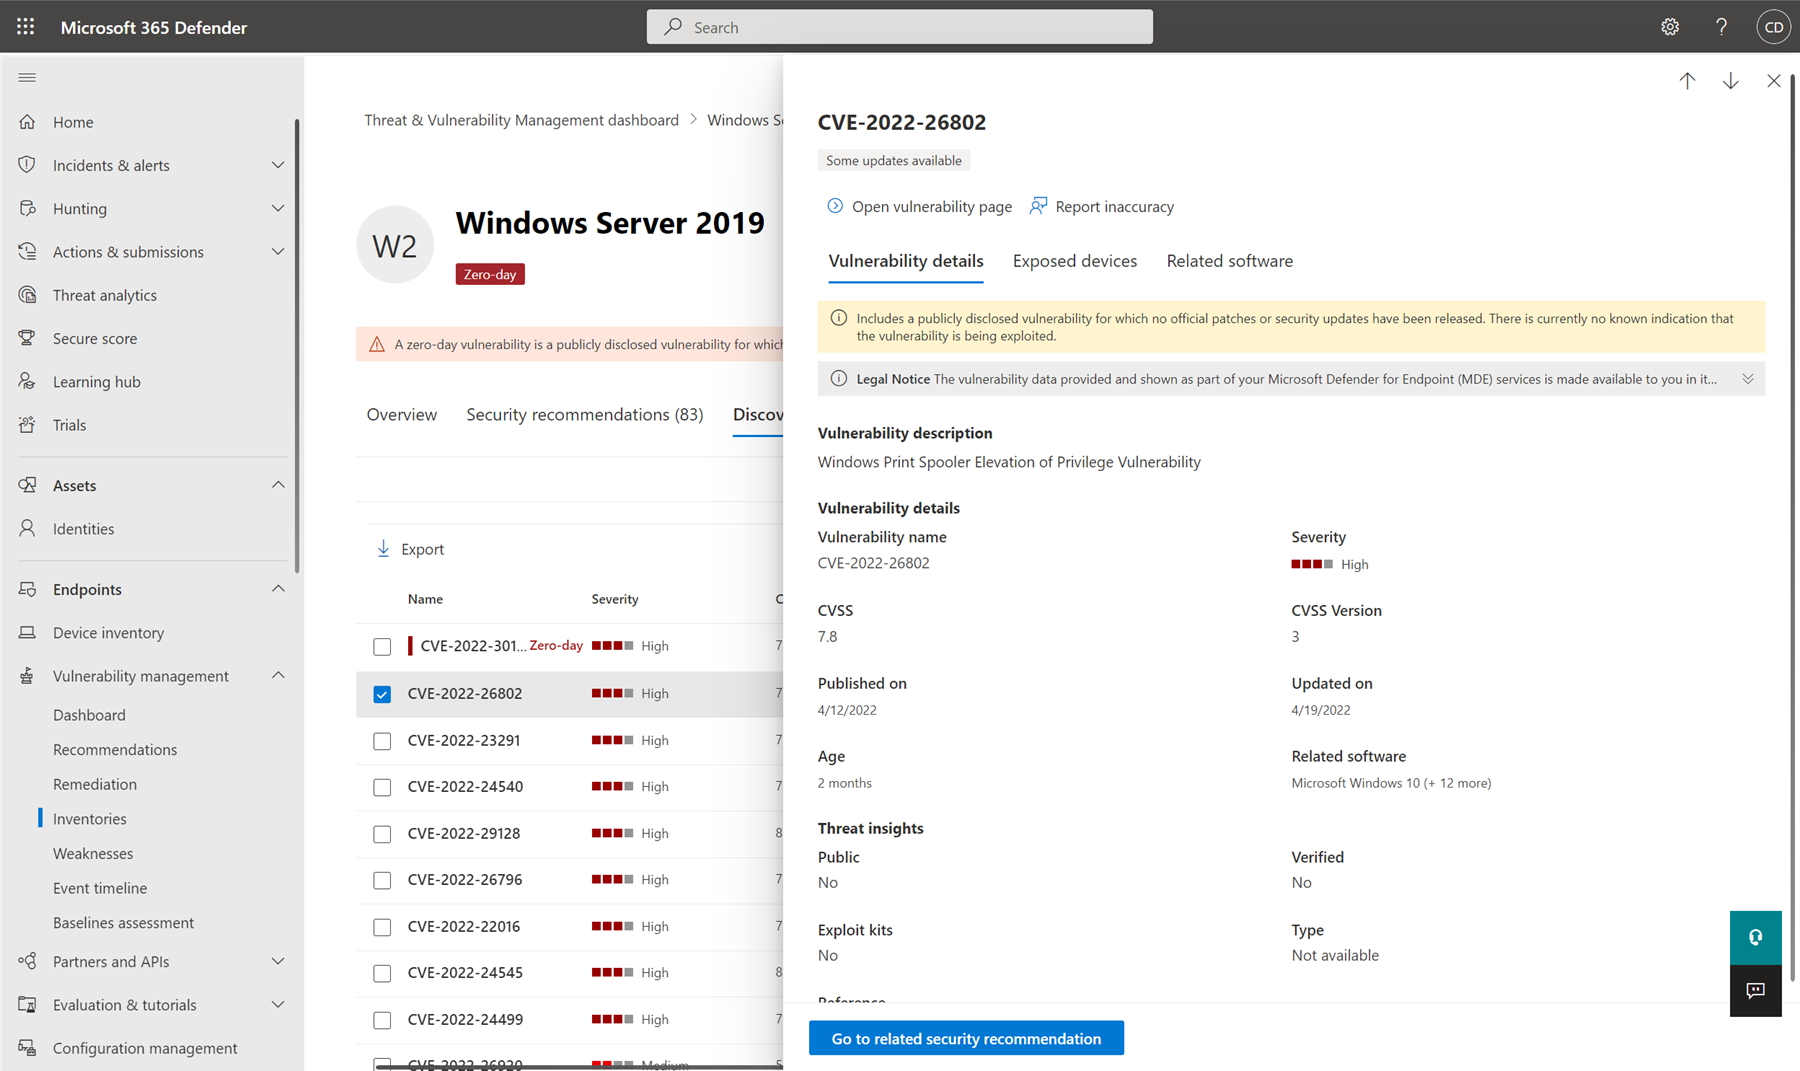 Microsoft 365 Defender
Search
CD
Home
Incidents & alerts
Hunting
Actions & submissions
Threat analytics
Secure score
Learning hub
Trials
Assets
Identities
Endpoints
Device inventory
Vulnerability management
Dashboard
Recommendations
Remediation
Inventories
Weaknesses
Event timeline
Baselines assessment
Partners and APIs
Evaluation & tutorials
Configuration management
Threat & Vulnerability Management dashboard > Windows Se
W2
Windows Server 2019
Zero-day
A zero-day vulnerability is a publicly disclosed vulnerability for whic
Overview Security recommendations (83) Discov
Export
Name Severity C
CVE-2022-301... Zero-day High 7
CVE-2022-26802 High 7
CVE-2022-23291 High 7
CVE-2022-24540 High 7
CVE-2022-29128 High 8
CVE-2022-26796 High 7
CVE-2022-22016 High 7
CVE-2022-24545 High 8
CVE-2022-24499 High 7
CVE-2022-26920 Medium 5
CVE-2022-26802
Some updates available
Open vulnerability page Report inaccuracy
Vulnerability details Exposed devices Related software
Includes a publicly disclosed vulnerability for which no official patches or security updates have been released. There is currently no known indication that
the vulnerability is being exploited.
Legal Notice The vulnerability data provided and shown as part of your Microsoft Defender for Endpoint (MDE) services is made available to you in it...
Vulnerability description
Windows Print Spooler Elevation of Privilege Vulnerability
Vulnerability details
Vulnerability name
CVE-2022-26802
Severity
High
CVSS
7.8
CVSS Version
3
Published on
4/12/2022
Updated on
4/19/2022
Age
2 months
Related software
Microsoft Windows 10 (+ 12 more)
Threat insights
Public
No
Verified
No
Exploit kits
No
Type
Not available
Reference
Go to related security recommendation